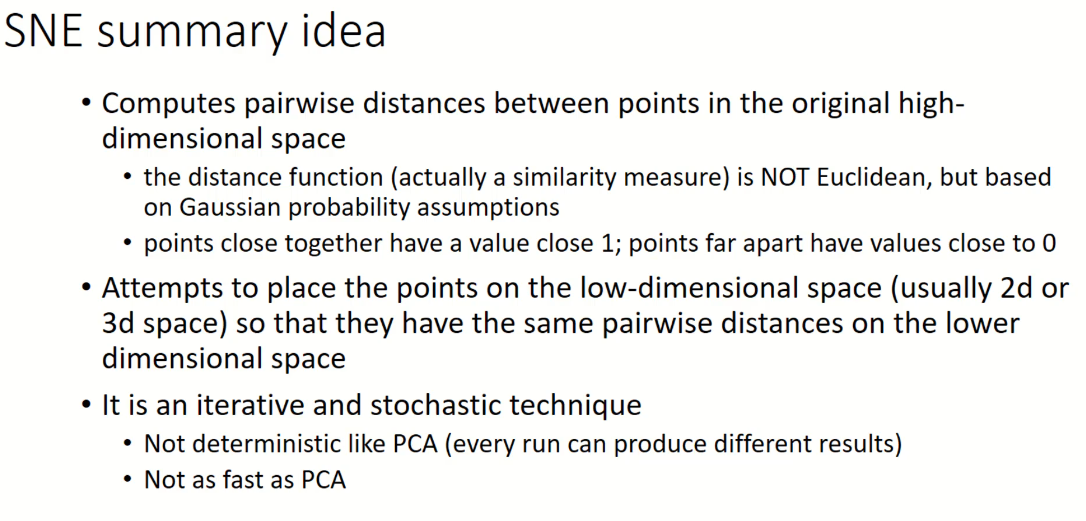 SNE summary idea
• Computes pairwise distances between points in the original high-
dimensional space
• the distance function (actually a similarity measure) is NOT Euclidean, but based
on Gaussian probability assumptions
• points close together have a value close 1; points far apart have values close to 0
• Attempts to place the points on the low-dimensional space (usually 2d or
3d space) so that they have the same pairwise distances on the lower
dimensional space
• It is an iterative and stochastic technique
• Not deterministic like PCA (every run can produce different results)
• Not as fast as PCA